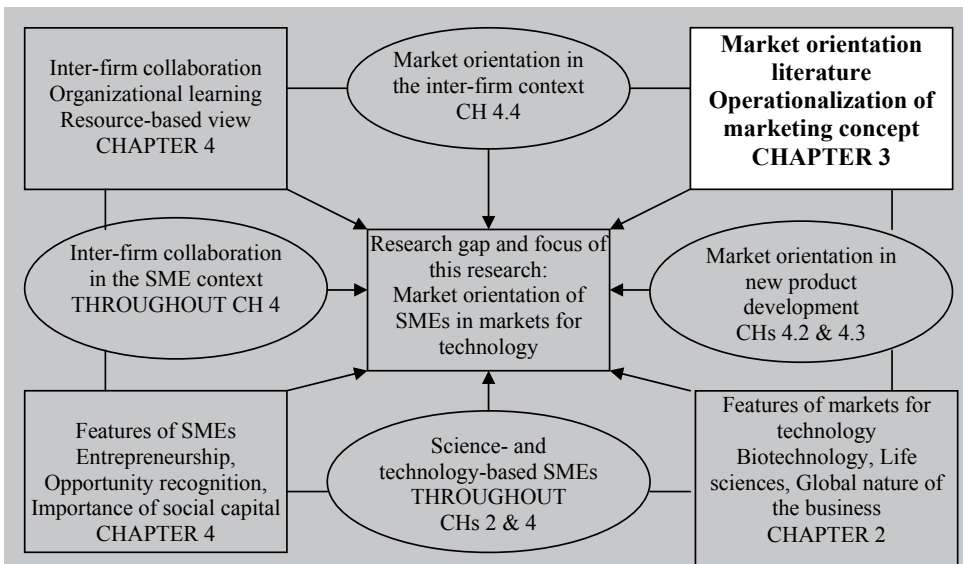 Inter-firm collaboration
Organizational learning
Resource-based view
CHAPTER 4
Market orientation in
the inter-firm context
CH 4.4
Market orientation
literature
Operationalization of
marketing concept
CHAPTER 3
Inter-firm collaboration
in the SME context
THROUGHOUT CH 4
Research gap and focus of
this research:
Market orientation of
SMEs in markets for
technology
Market orientation in
new product
development
CHs 4.2 & 4.3
Features of SMEs
Entrepreneurship,
Opportunity recognition,
Importance of social capital
CHAPTER 4
Science- and
technology-based SMEs
THROUGHOUT
CHs 2 & 4
Features of markets for
technology
Biotechnology, Life
sciences, Global nature of
the business
CHAPTER 2